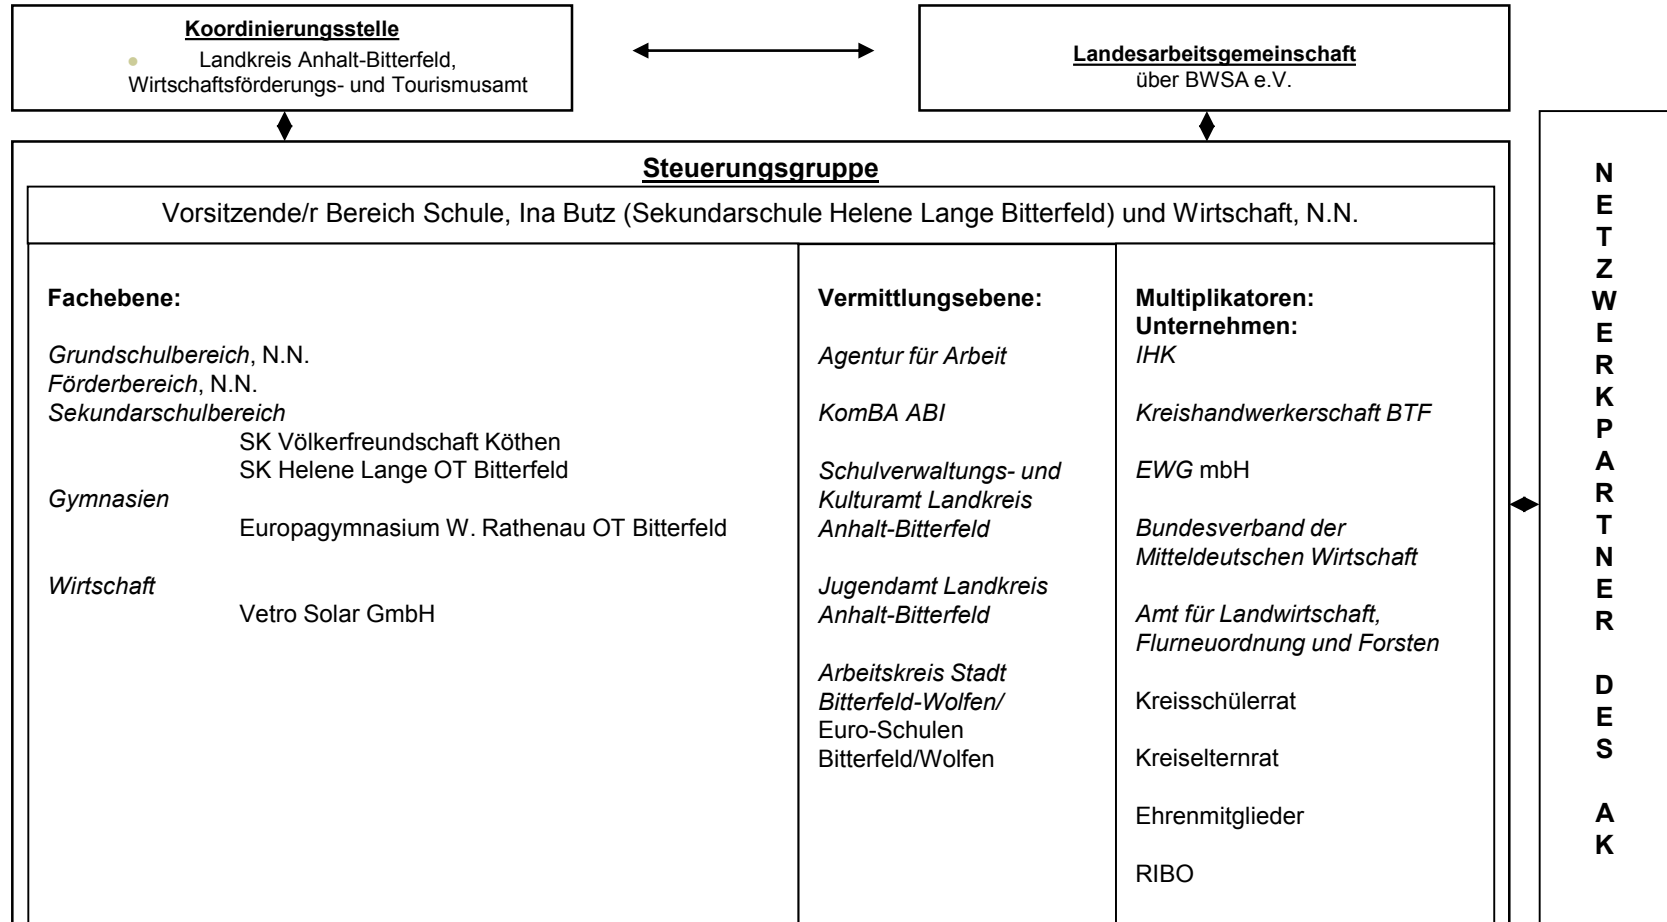 Koordinierungsstelle
• Landkreis Anhalt-Bitterfeld,
Wirtschaftsförderungs- und Tourismusamt
Landesarbeitsgemeinschaft
über BWSA e.V.
Steuerungsgruppe
Vorsitzende/r Bereich Schule, Ina Butz (Sekundarschule Helene Lange Bitterfeld) und Wirtschaft, N.N.
Fachebene:
Grundschulbereich, N.N.
Förderbereich, N.N.
Sekundarschulbereich
SK Völkerfreundschaft Köthen
SK Helene Lange OT Bitterfeld
Gymnasien
Europagymnasium W. Rathenau OT Bitterfeld
Wirtschaft
Vetro Solar GmbH
Vermittlungsebene:
Agentur für Arbeit
KomBA ABI
Schulverwaltungs- und
Kulturamt Landkreis
Anhalt-Bitterfeld
Jugendamt Landkreis
Anhalt-Bitterfeld
Arbeitskreis Stadt
Bitterfeld-Wolfen/
Euro-Schulen
Bitterfeld/Wolfen
Multiplikatoren:
Unternehmen:
IHK
Kreishandwerkerschaft BTF
EWG mbH
Bundesverband der
Mitteldeutschen Wirtschaft
Amt für Landwirtschaft,
Flurneuordnung und Forsten
Kreisschülerrat
Kreiselternrat
Ehrenmitglieder
RIBO
NETZWERKPARTNER DES AK